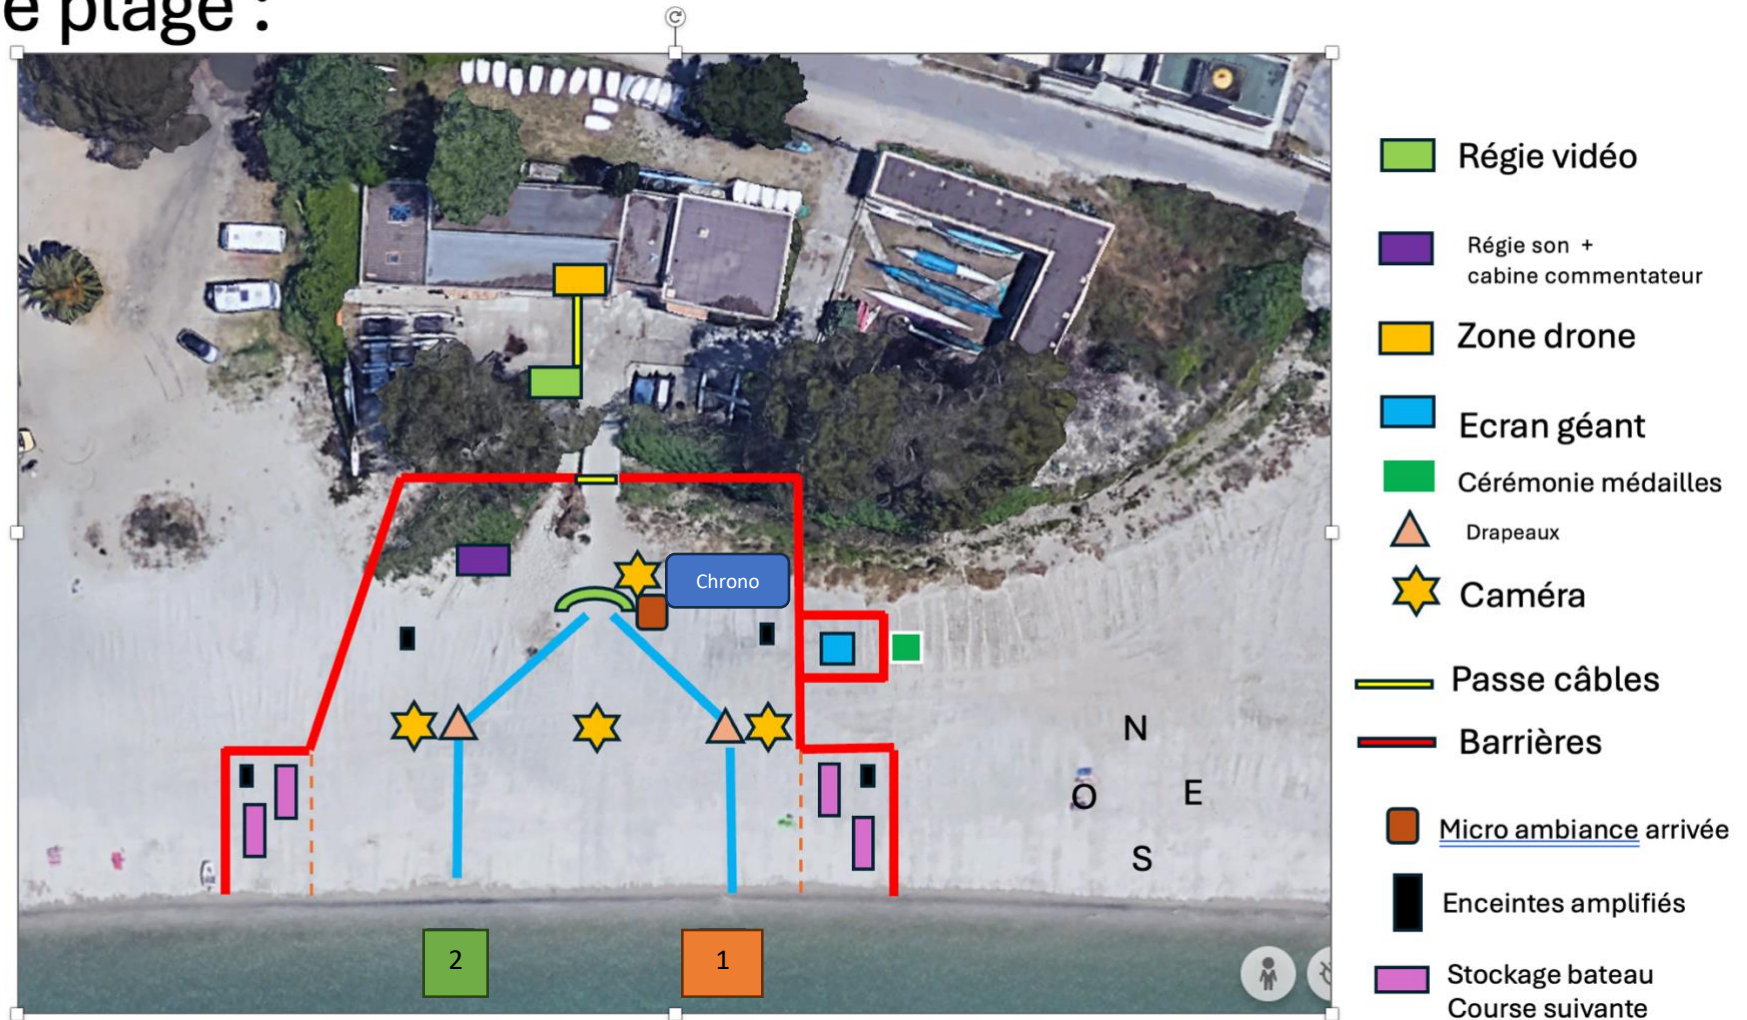 e plage :
Régie vidéo
Régie son +
cabine commentateur
Zone drone
Ecran géant
Cérémonie médailles
Drapeaux
Caméra
Passe câbles
Barrières
Micro ambiance arrivée
Enceintes amplifiés
Stockage bateau
Course suivante
Chrono
N
O
E
S
2
1